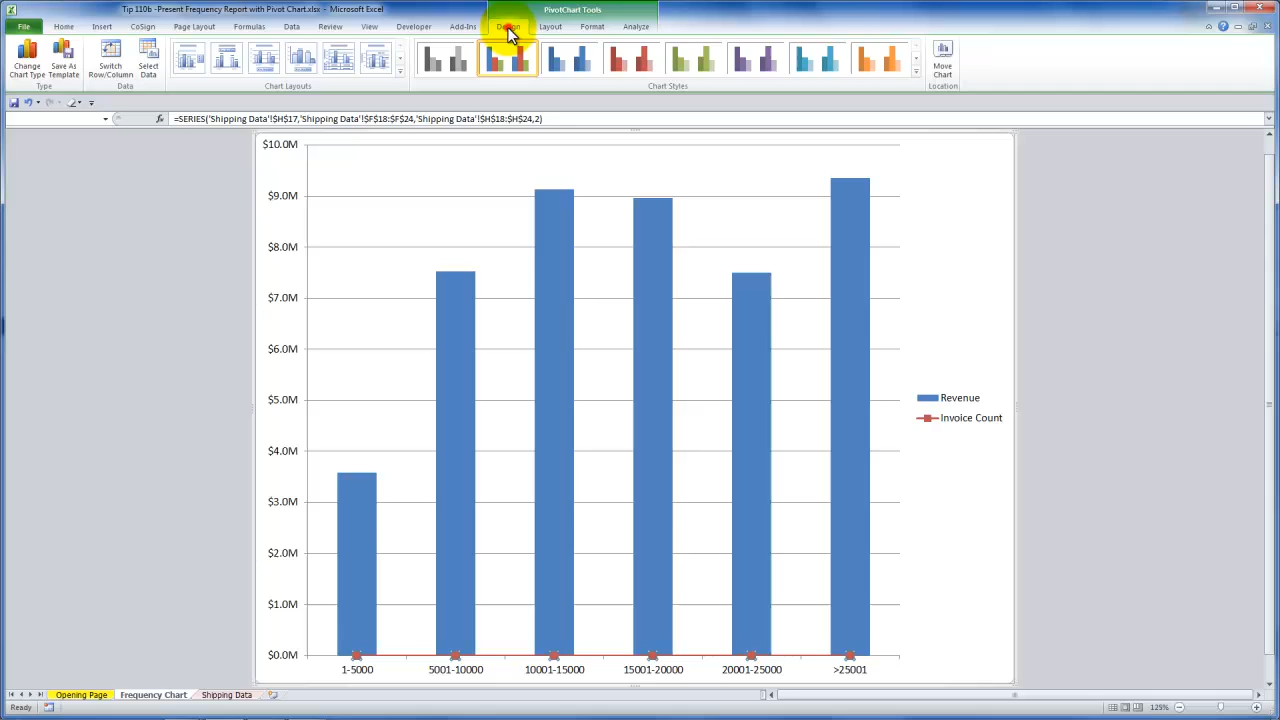 Tip 110b -Present Frequency Report with Pivot Chart.xlsx - Microsoft Excel
PivotChart Tools
File Home Insert CoSign Page Layout Formulas Data Review View Developer Add-Ins Design Layout Format Analyze
Change Chart Type
Save As Template
Switch Row/Column
Select Data
Move Chart
Type Data Chart Layouts Chart Styles Location
fx =SERIES('Shipping Data'!$H$17,'Shipping Data'!$F$18:$F$24,'Shipping Data'!$H$18:$H$24,2)
$10.0M
$9.0M
$8.0M
$7.0M
$6.0M
$5.0M
$4.0M
$3.0M
$2.0M
$1.0M
$0.0M
1-5000 5001-10000 10001-15000 15001-20000 20001-25000 >25001
Revenue
Invoice Count
Opening Page Frequency Chart Shipping Data
Ready 129%